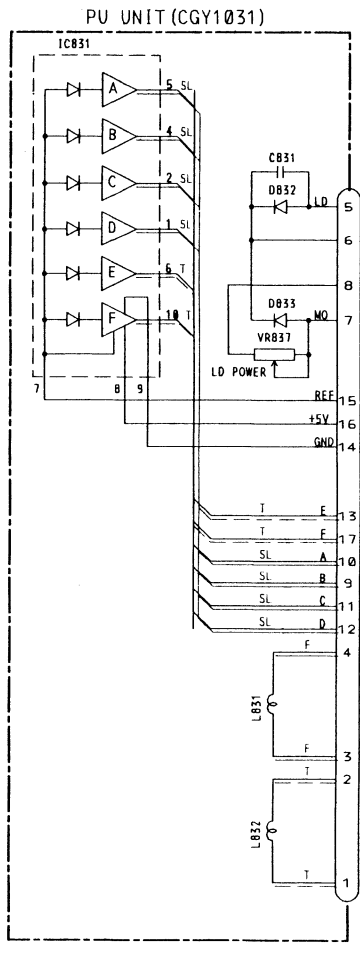 PU UNIT(CGY1031)
IC831
A 5 SL
B 4 SL
C 2 SL
D 1 SL
E 6 T
F 10 T
7 8 9
C831
D832 LD 5
6
8
D833 MO 7
VR837
LD POWER
REF 15
+5V 16
GND 14
T E 13
T F 17
SL A 10
SL B 9
SL C 11
SL D 12
F 4
L831
F 3
T 2
L832
T 1